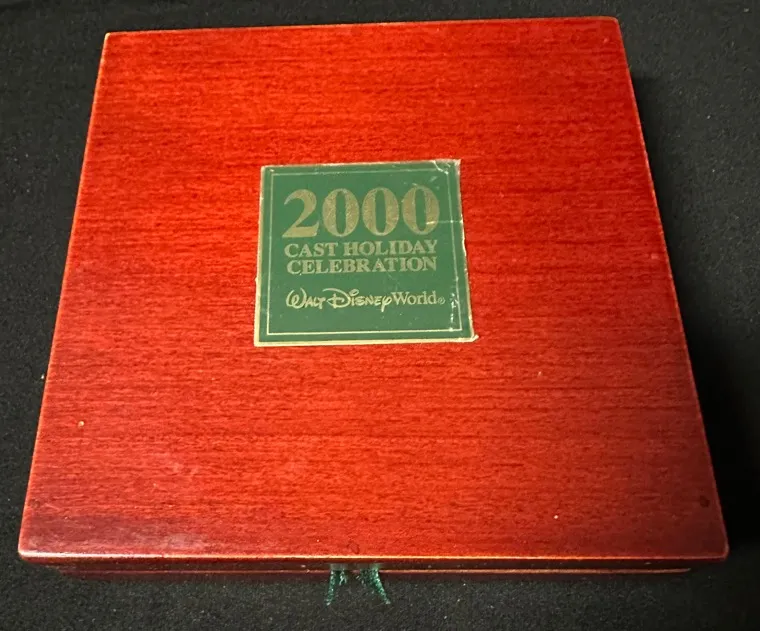 2000
CAST HOLIDAY
CELEBRATION
WALT DISNEY World®